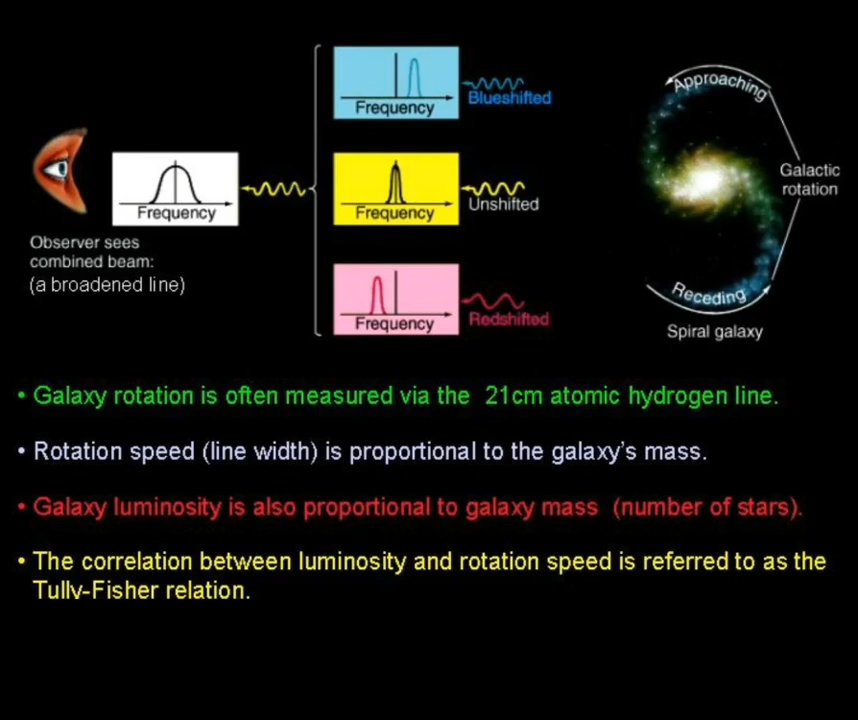 Frequency
Blueshifted
Approaching
Galactic
rotation
Frequency
Frequency
Unshifted
Observer sees
combined beam:
(a broadened line)
Frequency
Redshifted
Receding
Spiral galaxy
• Galaxy rotation is often measured via the 21cm atomic hydrogen line.
• Rotation speed (line width) is proportional to the galaxy's mass.
• Galaxy luminosity is also proportional to galaxy mass (number of stars).
• The correlation between luminosity and rotation speed is referred to as the
Tully-Fisher relation.